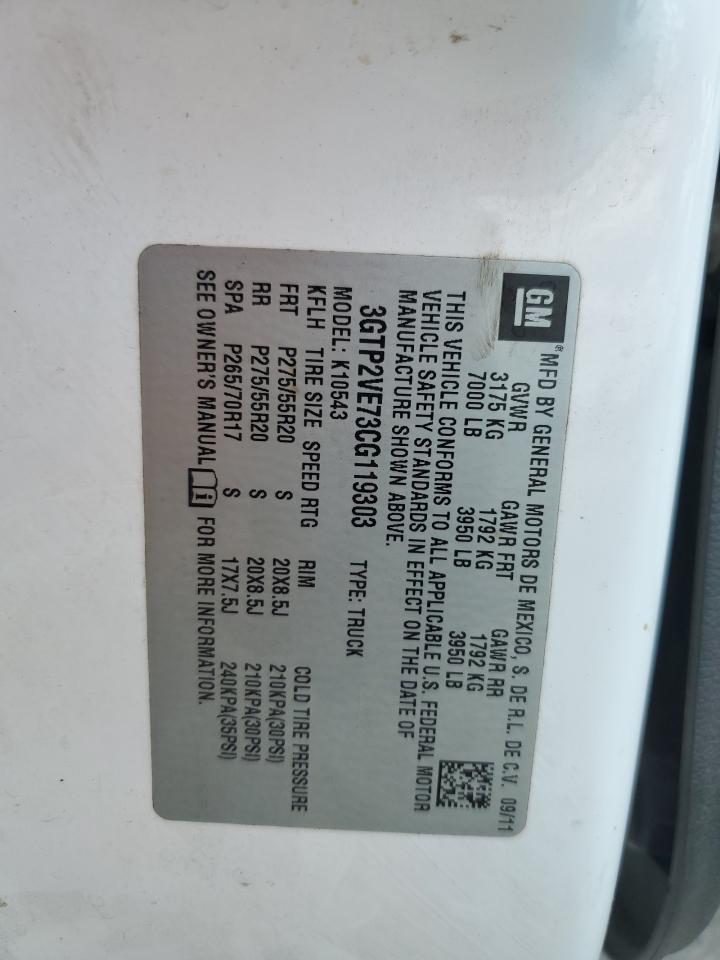 GM ® MFD BY GENERAL MOTORS DE MEXICO, S. DE R.L. DE C.V. 09/11
GVWR GAWR FRT GAWR RR
3175 KG 1792 KG 1792 KG
7000 LB 3950 LB 3950 LB
THIS VEHICLE CONFORMS TO ALL APPLICABLE U.S. FEDERAL MOTOR
VEHICLE SAFETY STANDARDS IN EFFECT ON THE DATE OF
MANUFACTURE SHOWN ABOVE.
3GTP2VE73CG119303 TYPE: TRUCK
MODEL: K10543
KFLH TIRE SIZE SPEED RTG RIM COLD TIRE PRESSURE
FRT P275/55R20 S 20X8.5J 210KPA(30PSI)
RR P275/55R20 S 20X8.5J 210KPA(30PSI)
SPA P265/70R17 S 17X7.5J 240KPA(35PSI)
SEE OWNER'S MANUAL i FOR MORE INFORMATION.